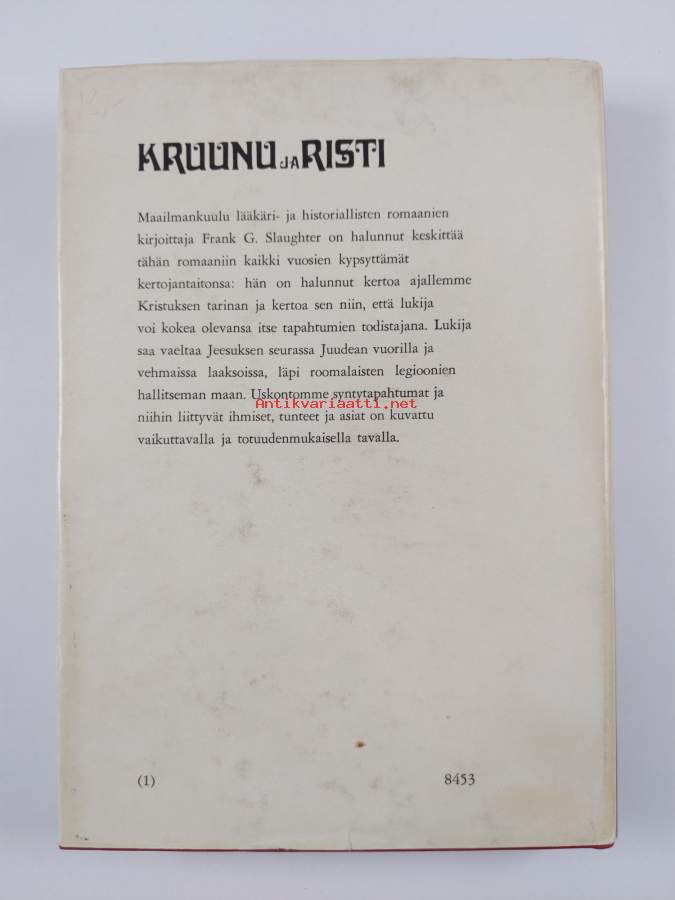 KRUUNU JA RISTI
Maailmankuulu lääkäri- ja historiallisten romaanien
kirjoittaja Frank G. Slaughter on halunnut keskittää
tähän romaaniin kaikki vuosien kypsyttämät
kertojantaitonsa: hän on halunnut kertoa ajallemme
Kristuksen tarinan ja kertoa sen niin, että lukija
voi kokea olevansa itse tapahtumien todistajana. Lukija
saa vaeltaa Jeesuksen seurassa Juudean vuorilla ja
vehmaissa laaksoissa, läpi roomalaisten legioonien
hallitseman maan. Uskontomme syntytapahtumat ja
Antikvariaatti.net
niihin liittyvät ihmiset, tunteet ja asiat on kuvattu
vaikuttavalla ja totuudenmukaisella tavalla.
(1) 8453